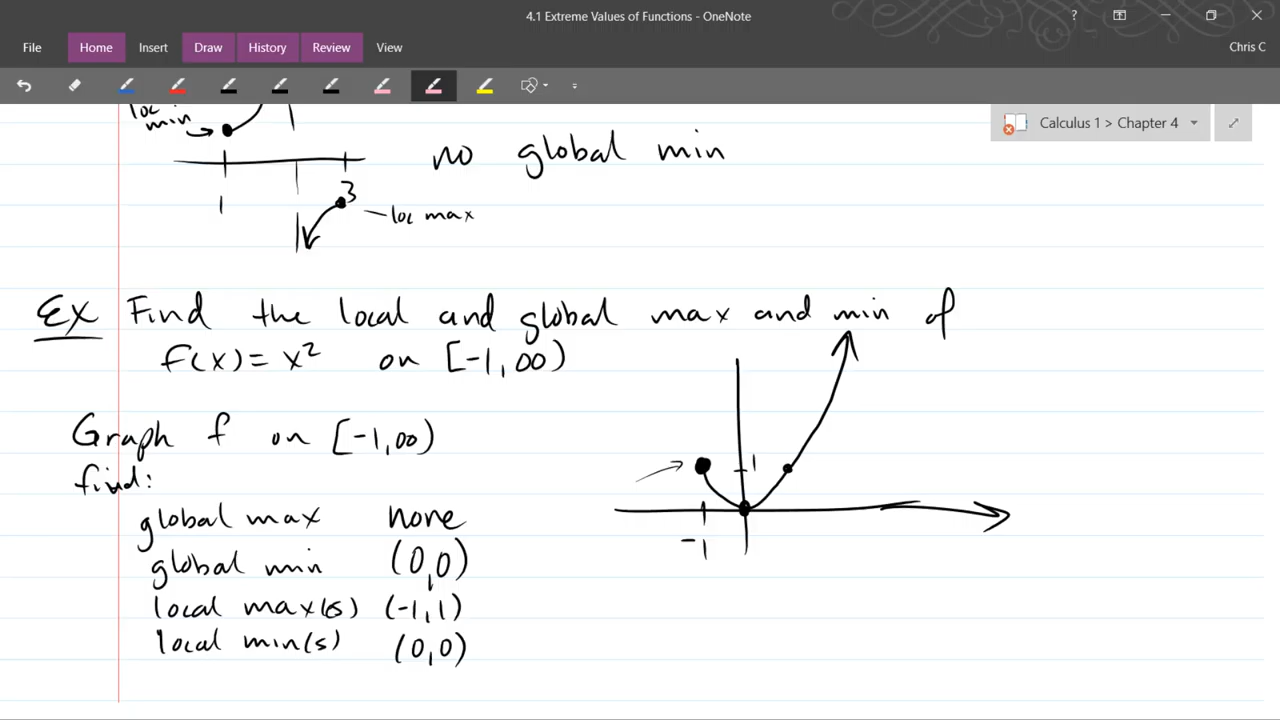 4.1 Extreme Values of Functions - OneNote
File Home Insert Draw History Review View
Chris C
Calculus 1 > Chapter 4
loc
min
1
3
loc max
no global min
Ex Find the local and global max and min of
f(x) = x² on [-1, ∞)
Graph f on [-1, ∞)
find:
global max none
global min (0,0)
local max(s) (-1,1)
local min(s) (0,0)
1
-1